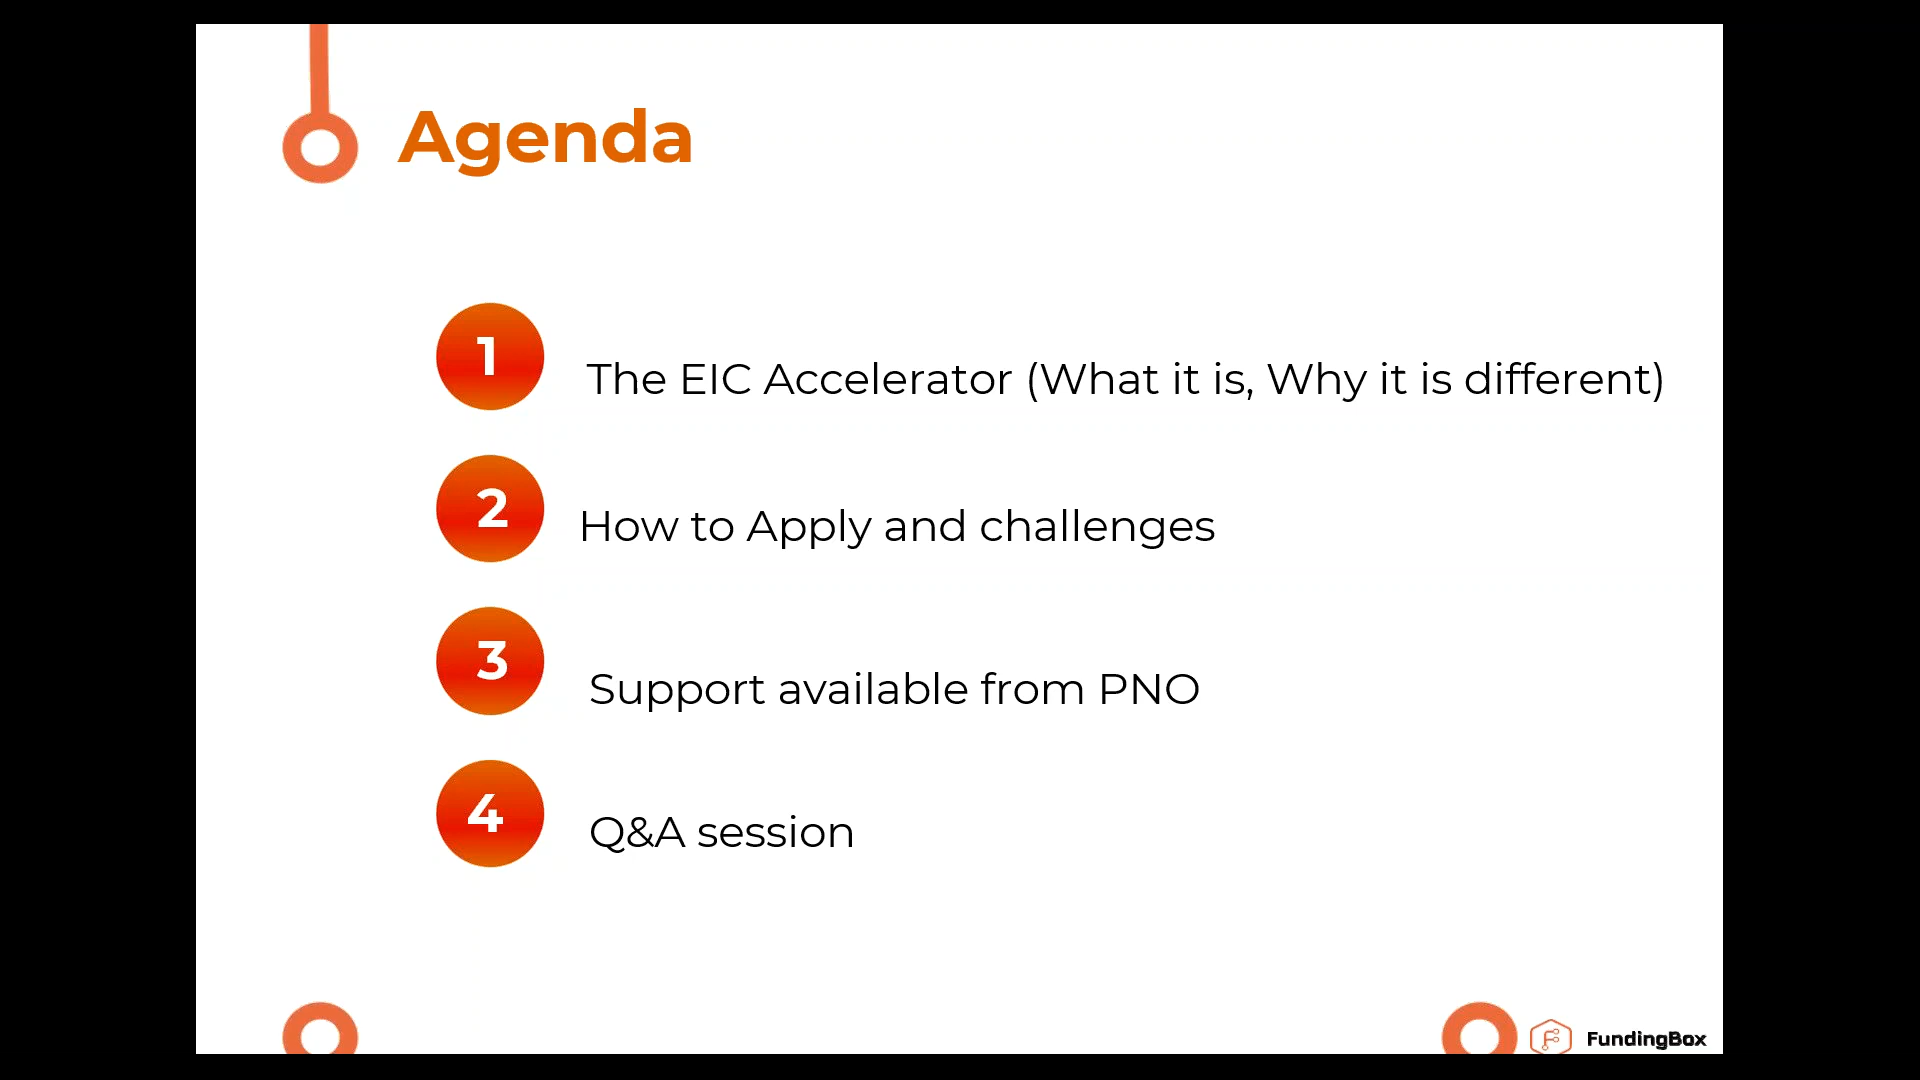 Agenda
1
The EIC Accelerator (What it is, Why it is different)
2
How to Apply and challenges
3
Support available from PNO
4
Q&A session
FundingBox